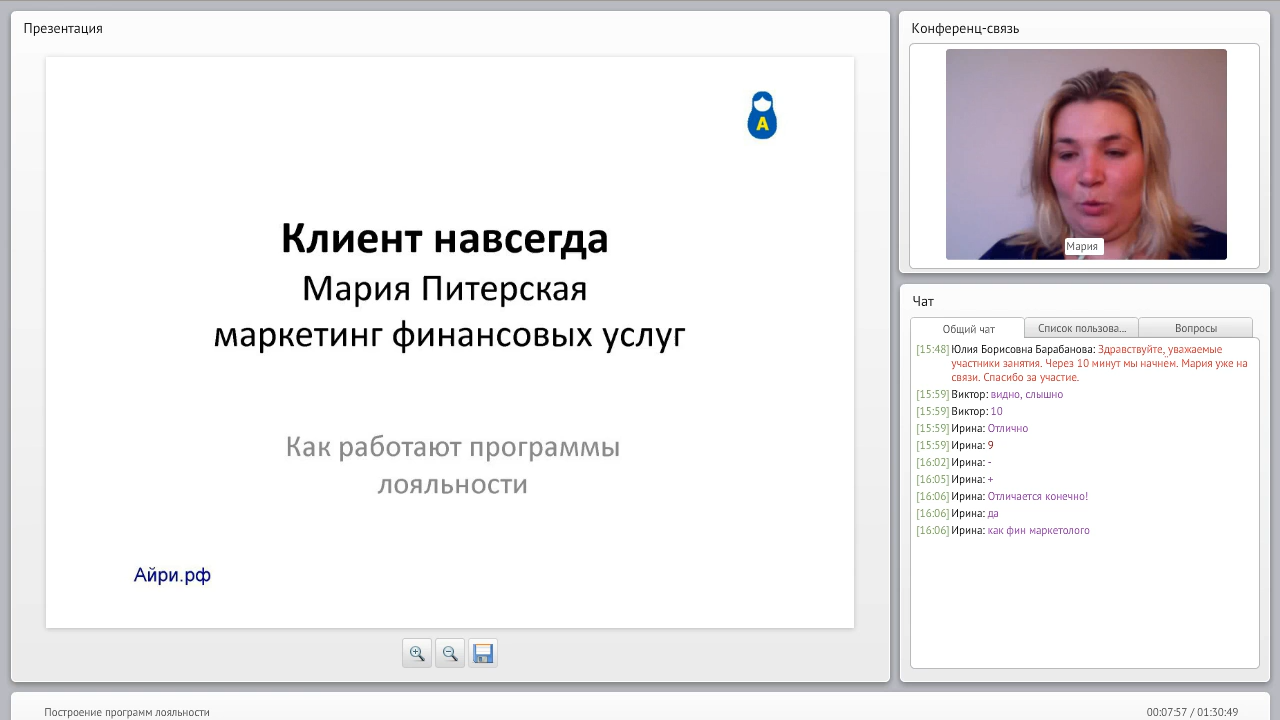 Презентация
А
Клиент навсегда
Мария Питерская
маркетинг финансовых услуг
Как работают программы
лояльности
Айри.рф
Конференц-связь
Мария
Чат
Общий чат
Список пользова...
Вопросы
[15:48] Юлия Борисовна Барабанова: Здравствуйте, уважаемые
участники занятия. Через 10 минут мы начнем. Мария уже на
связи. Спасибо за участие.
[15:59] Виктор: видно, слышно
[15:59] Виктор: 10
[15:59] Ирина: Отлично
[15:59] Ирина: 9
[16:02] Ирина: -
[16:05] Ирина: +
[16:06] Ирина: Отличается конечно!
[16:06] Ирина: да
[16:06] Ирина: как фин маркетолого
Построение программ лояльности
00:07:57 / 01:30:49